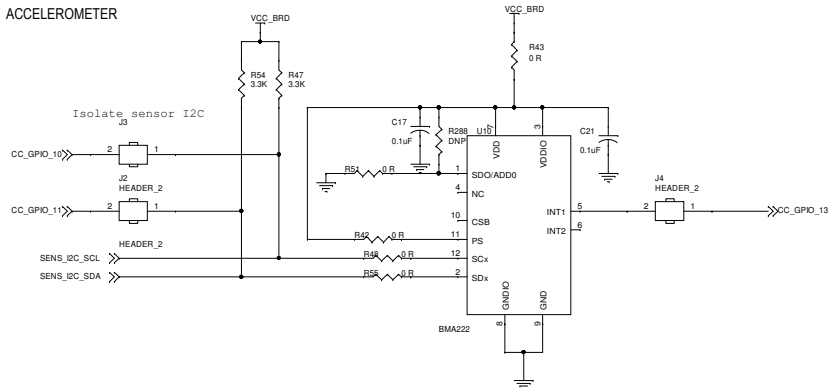 ACCELEROMETER
VCC_BRD
VCC_BRD
R43
0 R
R54
3.3K
R47
3.3K
Isolate sensor I2C
J3
CC_GPIO_10
2
1
J2
HEADER_2
CC_GPIO_11
2
1
HEADER_2
SENS_I2C_SCL
SENS_I2C_SDA
C17
0.1uF
R288
DNP
U10
7
VDD
3
VDDIO
C21
0.1uF
R51
0 R
1
SDO/ADD0
4
NC
10
CSB
R42
0 R
11
PS
R48
0 R
12
SCx
R55
0 R
2
SDx
5
INT1
6
INT2
J4
HEADER_2
2
1
CC_GPIO_13
GNDIO
GND
8
9
BMA222